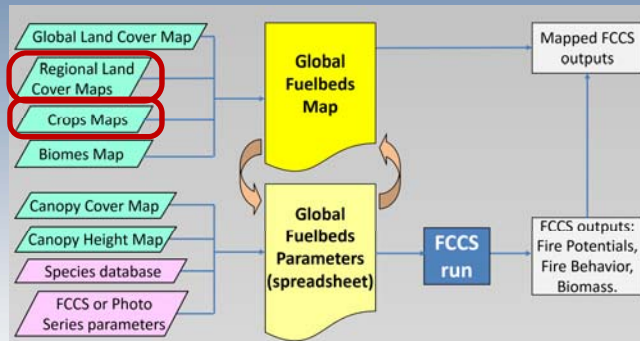 Global Land Cover Map
Regional Land
Cover Maps
Crops Maps
Biomes Map
Canopy Cover Map
Canopy Height Map
Species database
FCCS or Photo
Series parameters
Global
Fuelbeds
Map
Global
Fuelbeds
Parameters
(spreadsheet)
FCCS
run
Mapped FCCS
outputs
FCCS outputs:
Fire Potentials,
Fire Behavior,
Biomass.